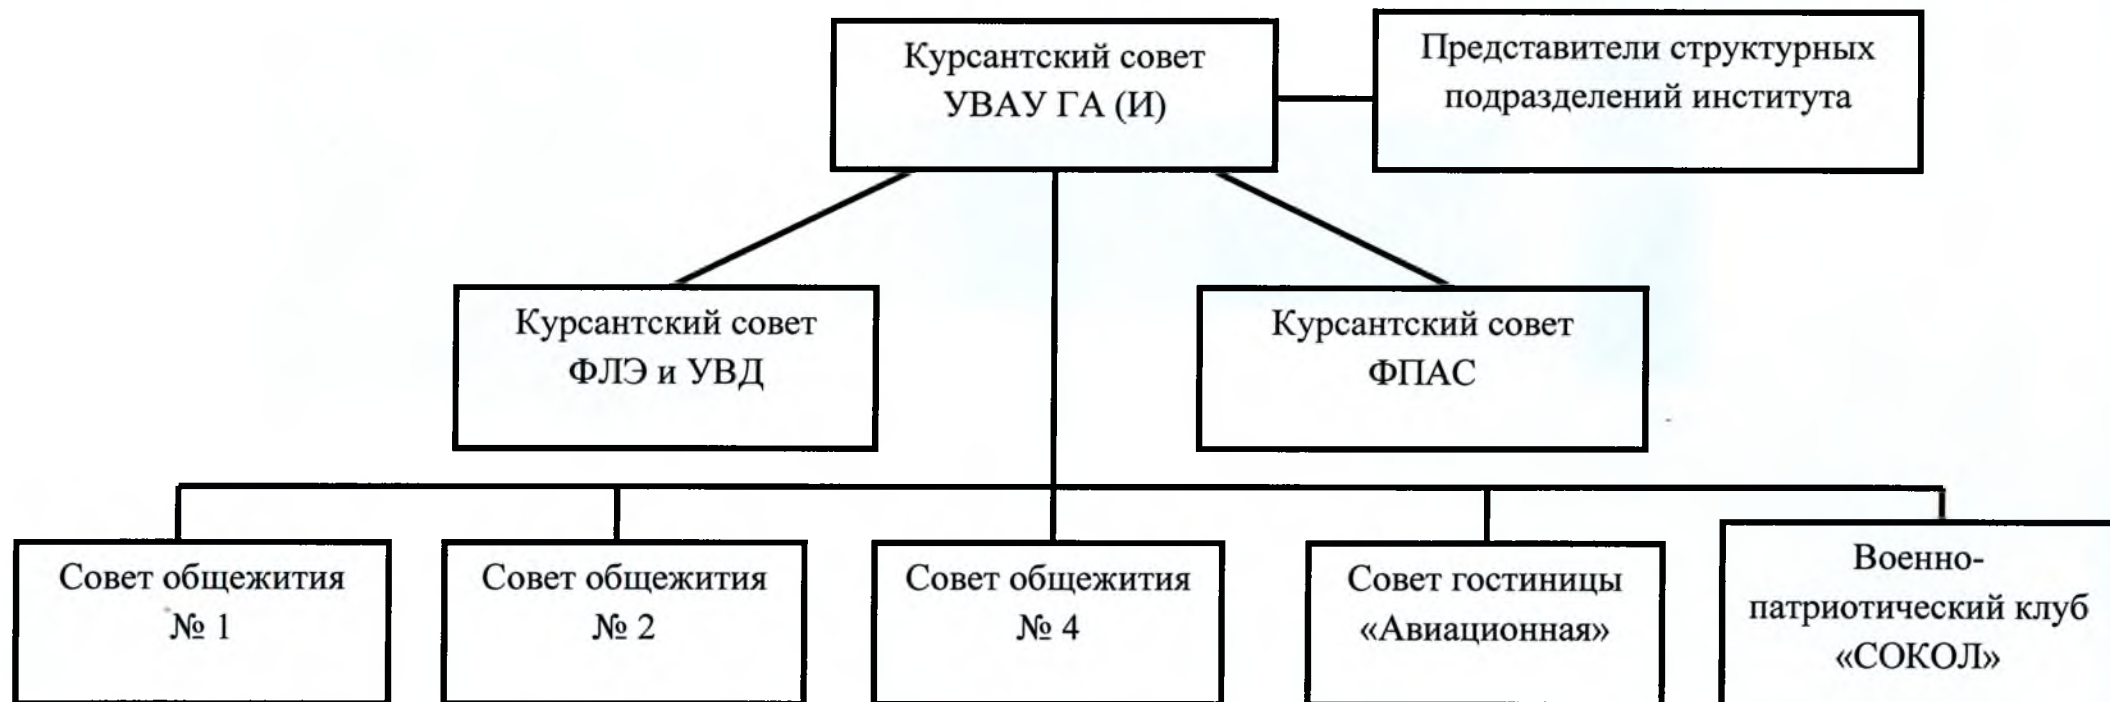 Курсантский совет
УВАУ ГА (И)
Представители структурных
подразделений института
Курсантский совет
ФЛЭ и УВД
Курсантский совет
ФПАС
Совет общежития
№ 1
Совет общежития
№ 2
Совет общежития
№ 4
Совет гостиницы
«Авиационная»
Военно-
патриотический клуб
«СОКОЛ»